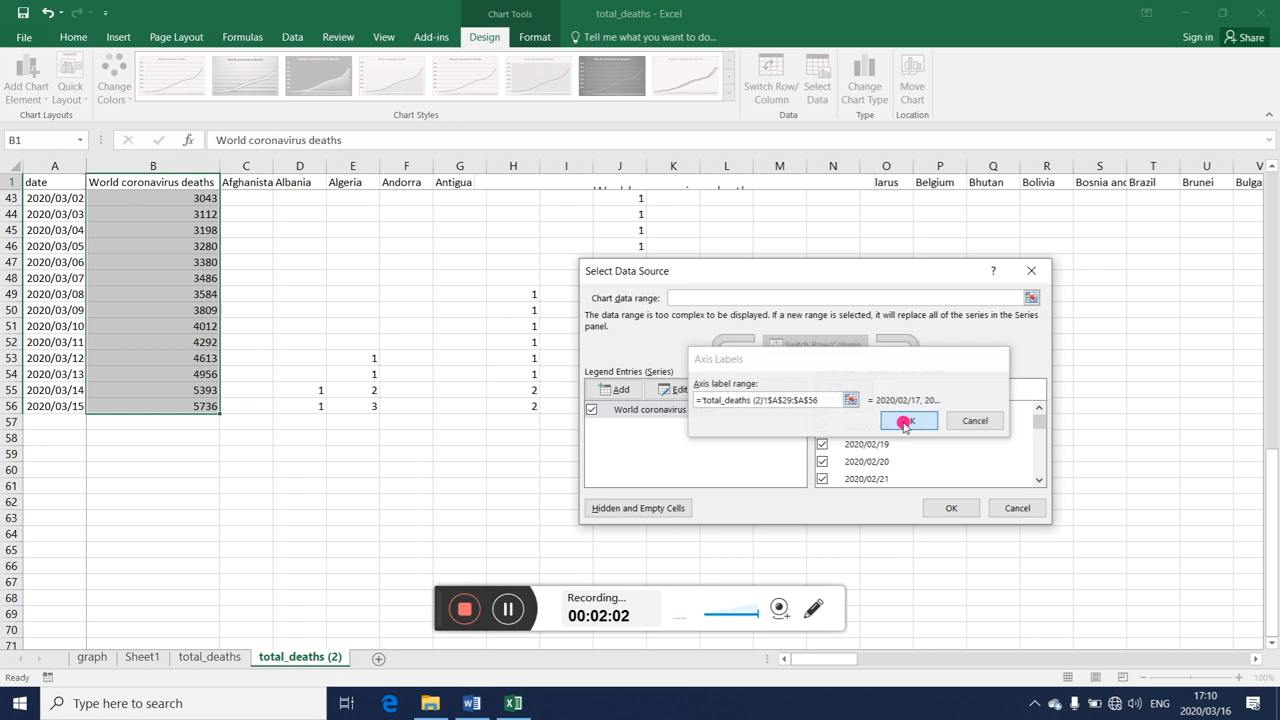 Chart Tools
total_deaths - Excel
File Home Insert Page Layout Formulas Data Review View Add-ins Design Format Tell me what you want to do... Sign in Share
Add Chart Element
Quick Layout
Change Colors
Switch Row/ Column
Select Data
Change Chart Type
Move Chart
Chart Layouts Chart Styles Data Type Location
B1 fx World coronavirus deaths
A B C D E F G H I J K L M N O P Q R S T U V
1 date World coronavirus deaths Afghanista Albania Algeria Andorra Antigua larus Belgium Bhutan Bolivia Bosnia and Brazil Brunei Bulga
43 2020/03/02 3043 1
44 2020/03/03 3112 1
45 2020/03/04 3198 1
46 2020/03/05 3280 1
47 2020/03/06 3380
48 2020/03/07 3486
49 2020/03/08 3584 1
50 2020/03/09 3809 1
51 2020/03/10 4012 1
52 2020/03/11 4292 1
53 2020/03/12 4613 1 1
54 2020/03/13 4956 1 1
55 2020/03/14 5393 1 2 2
56 2020/03/15 5736 1 3 2
57
58
59
60
61
62
63
64
65
66
67
68
69
70
71
Select Data Source ?
Chart data range:
The data range is too complex to be displayed. If a new range is selected, it will replace all of the series in the Series
panel.
Switch Row/Column
Legend Entries (Series)
Add Edit
World coronavirus
Axis Labels
Axis label range:
='total_deaths (2)'!$A$29:$A$56 = 2020/02/17, 20...
Cancel
2020/02/19
2020/02/20
2020/02/21
Hidden and Empty Cells OK Cancel
Recording...
00:02:02
graph Sheet1 total_deaths total_deaths (2)
Ready 100%
Type here to search
ENG
17:10
2020/03/16